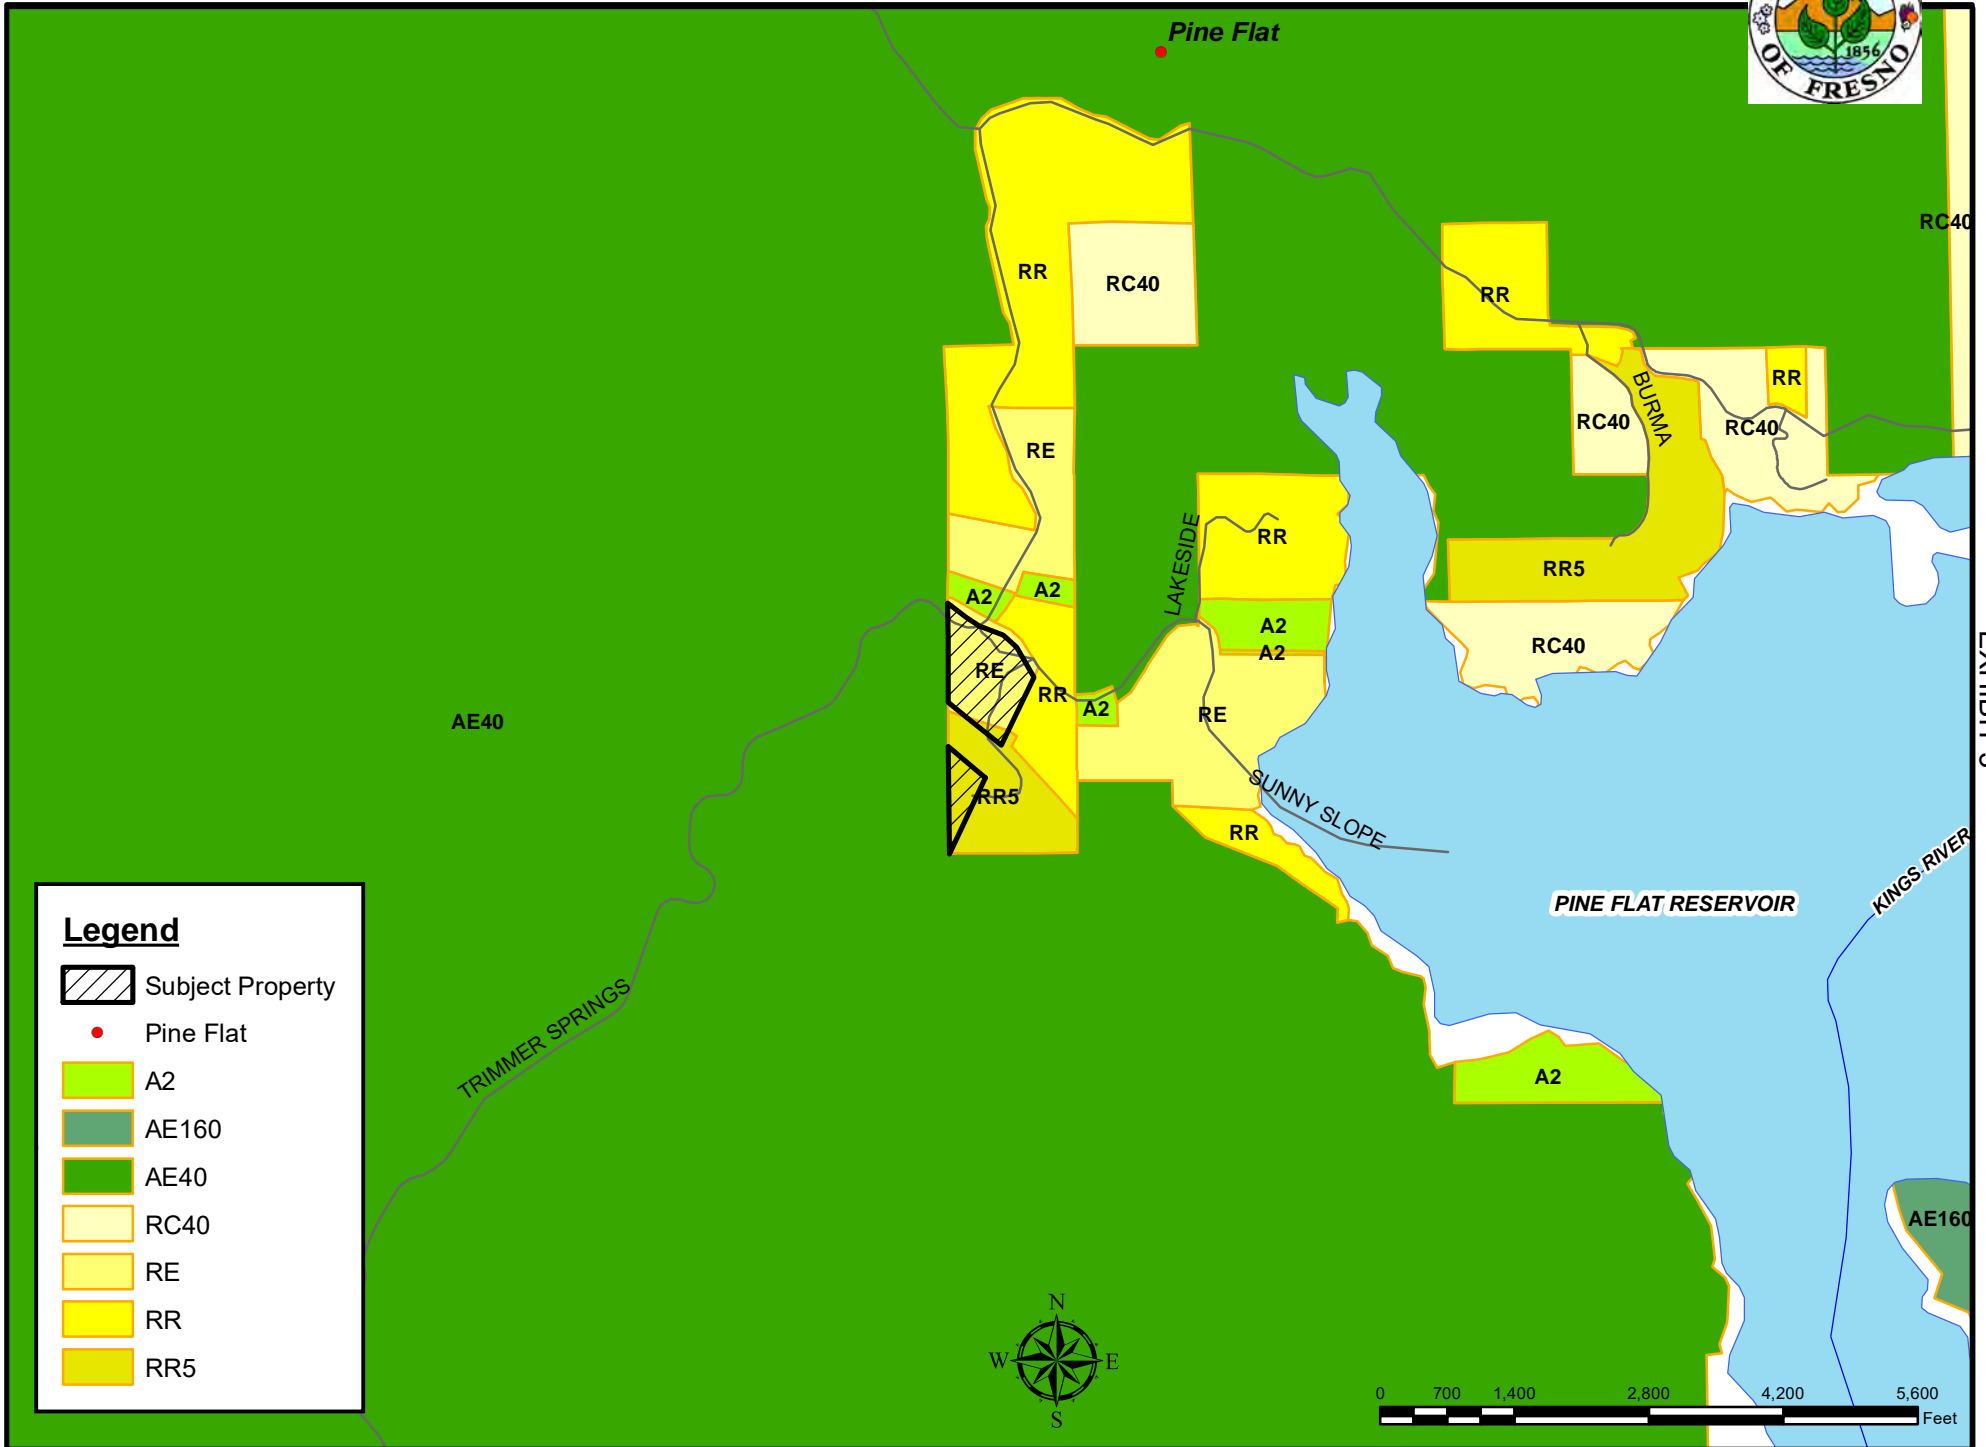 Pine Flat
1856
OF FRESNO
RC40
RR
RC40
RR
RR
BURMA
RC40
RC40
RE
LAKESIDE
RR
RR5
A2
A2
A2
A2
RC40
RE
RR
A2
RE
AE40
SUNNY SLOPE
RR5
RR
KINGS RIVER
PINE FLAT RESERVOIR
Legend
Subject Property
Pine Flat
A2
AE160
AE40
RC40
RE
RR
RR5
TRIMMER SPRINGS
A2
AE160
N
W E
S
0 700 1,400 2,800 4,200 5,600
Feet